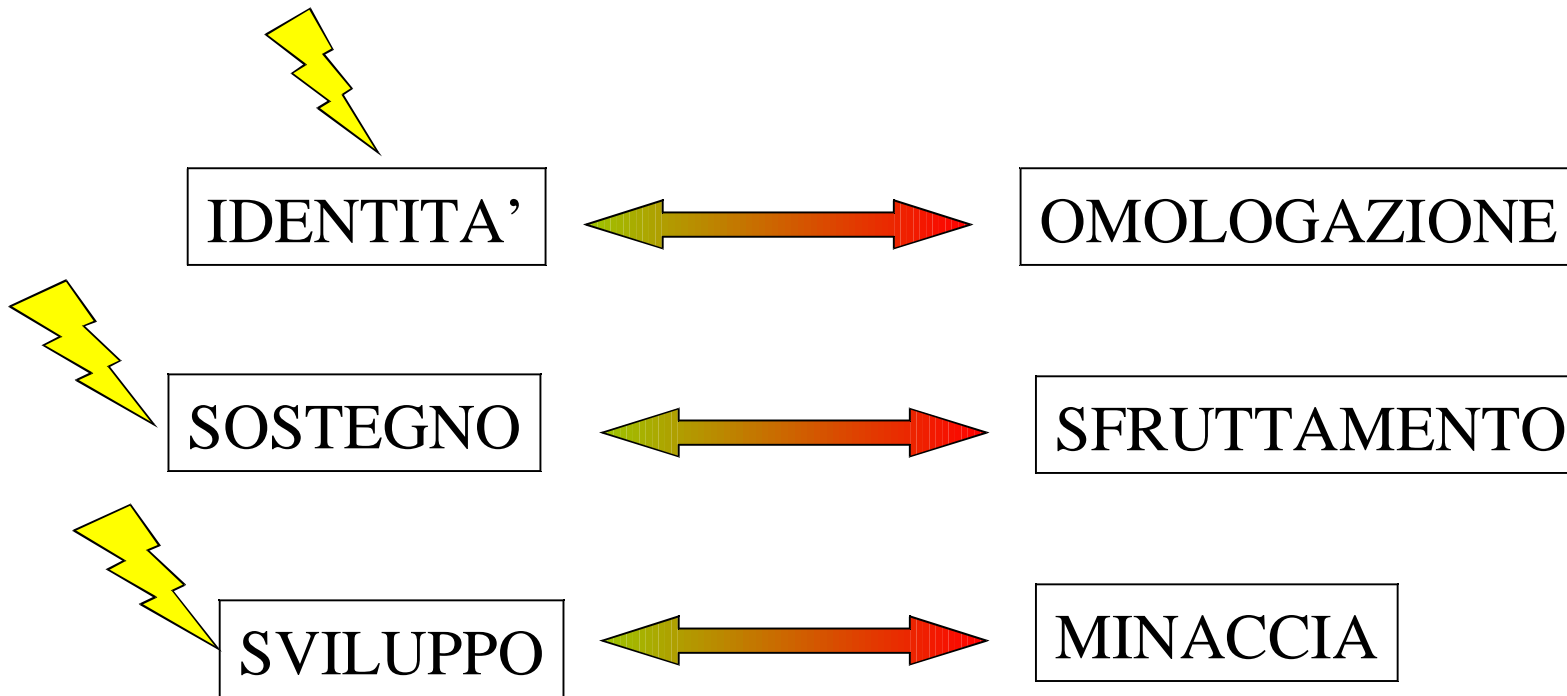 IDENTITA’
OMOLOGAZIONE
SOSTEGNO
SFRUTTAMENTO
SVILUPPO
MINACCIA